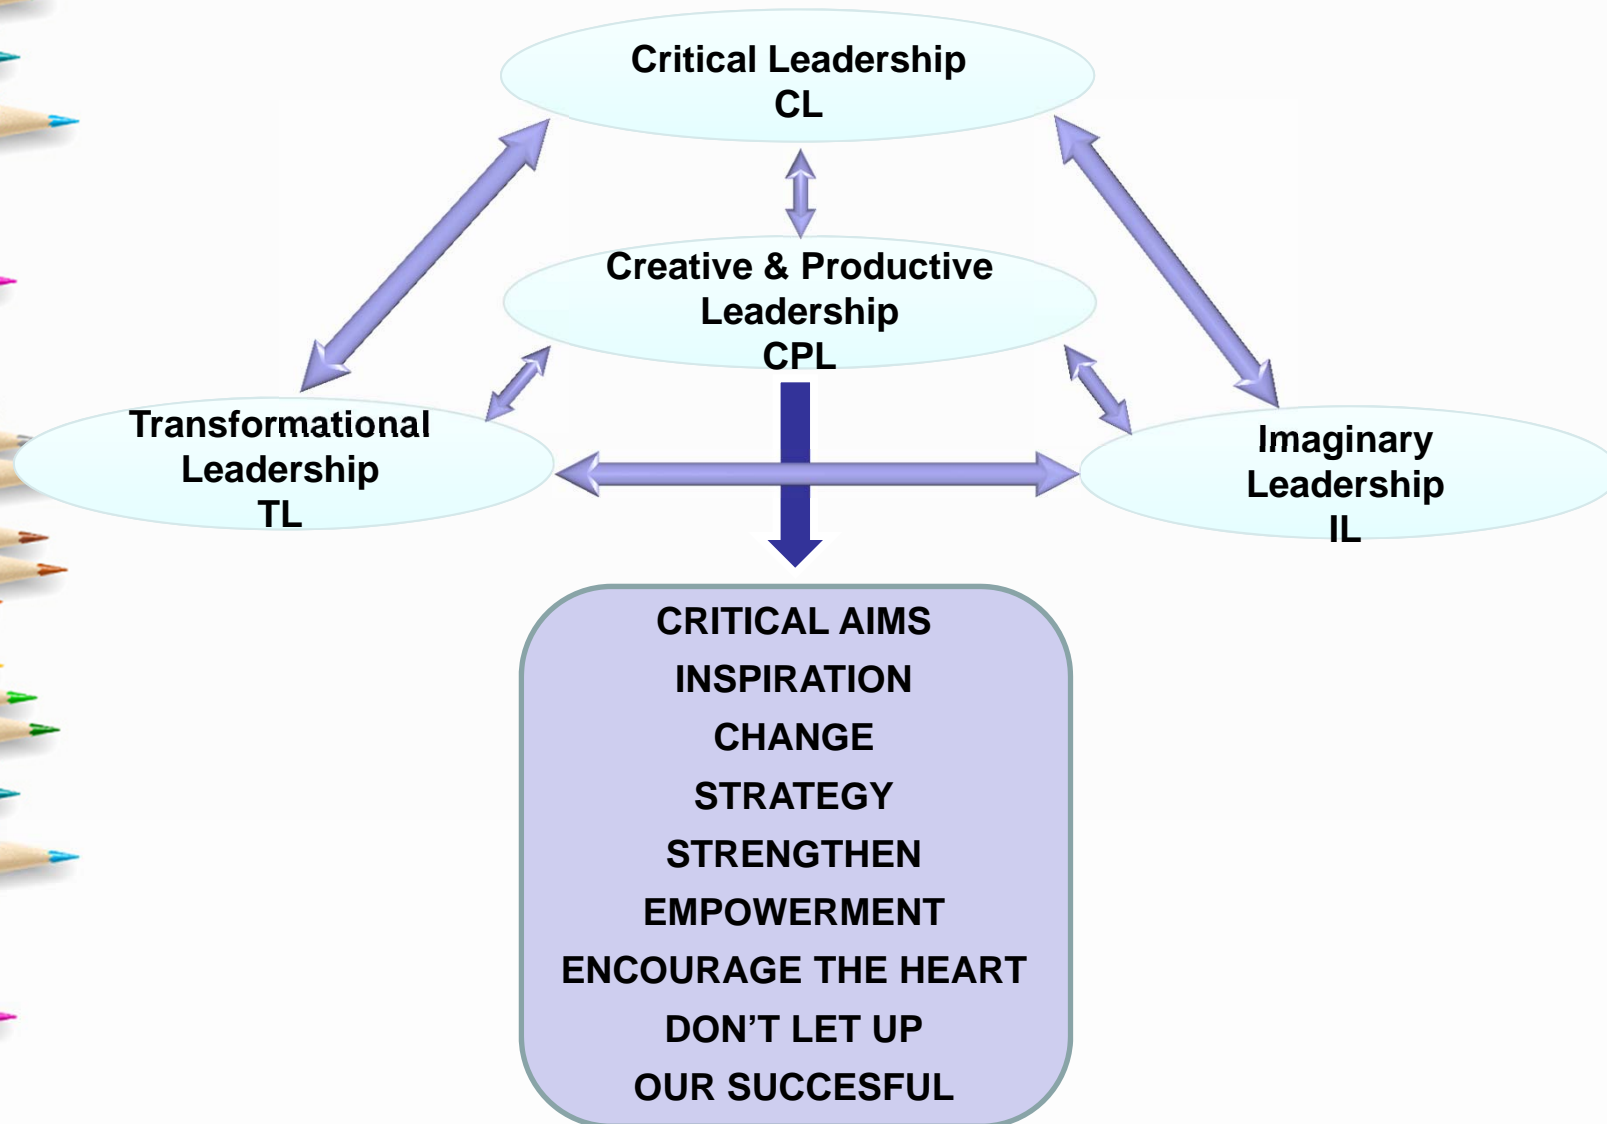 Critical Leadership
CL
Creative & Productive
Leadership
CPL
Transformational
Leadership
TL
Imaginary
Leadership
IL
CRITICAL AIMS
INSPIRATION
CHANGE
STRATEGY
STRENGTHEN
EMPOWERMENT
ENCOURAGE THE HEART
DON’T LET UP
OUR SUCCESFUL